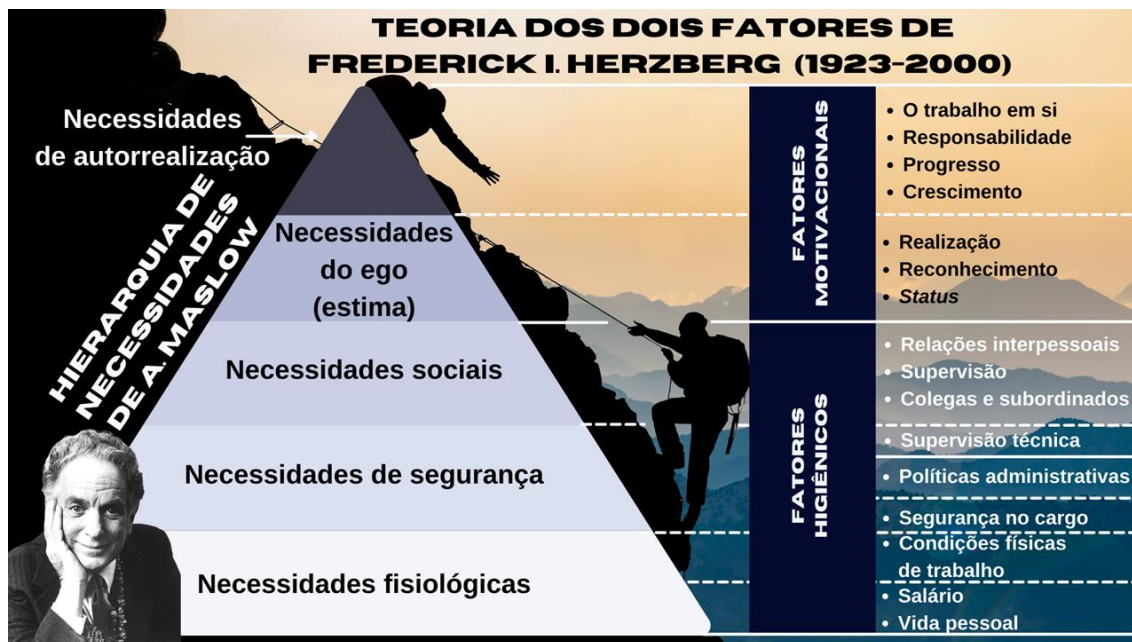 TEORIA DOS DOIS FATORES DE
FREDERICK I. HERZBERG (1923-2000)
Necessidades
de autorrealização
HIERARQUIA DE
NECESSIDADES
DE A. MASLOW
Necessidades
do ego
(estima)
Necessidades sociais
Necessidades de segurança
Necessidades fisiológicas
FATORES
MOTIVACIONAIS
• O trabalho em si
• Responsabilidade
• Progresso
• Crescimento
• Realização
• Reconhecimento
• Status
FATORES
HIGIÊNICOS
• Relações interpessoais
• Supervisão
• Colegas e subordinados
• Supervisão técnica
• Políticas administrativas
• Segurança no cargo
• Condições físicas
de trabalho
• Salário
• Vida pessoal